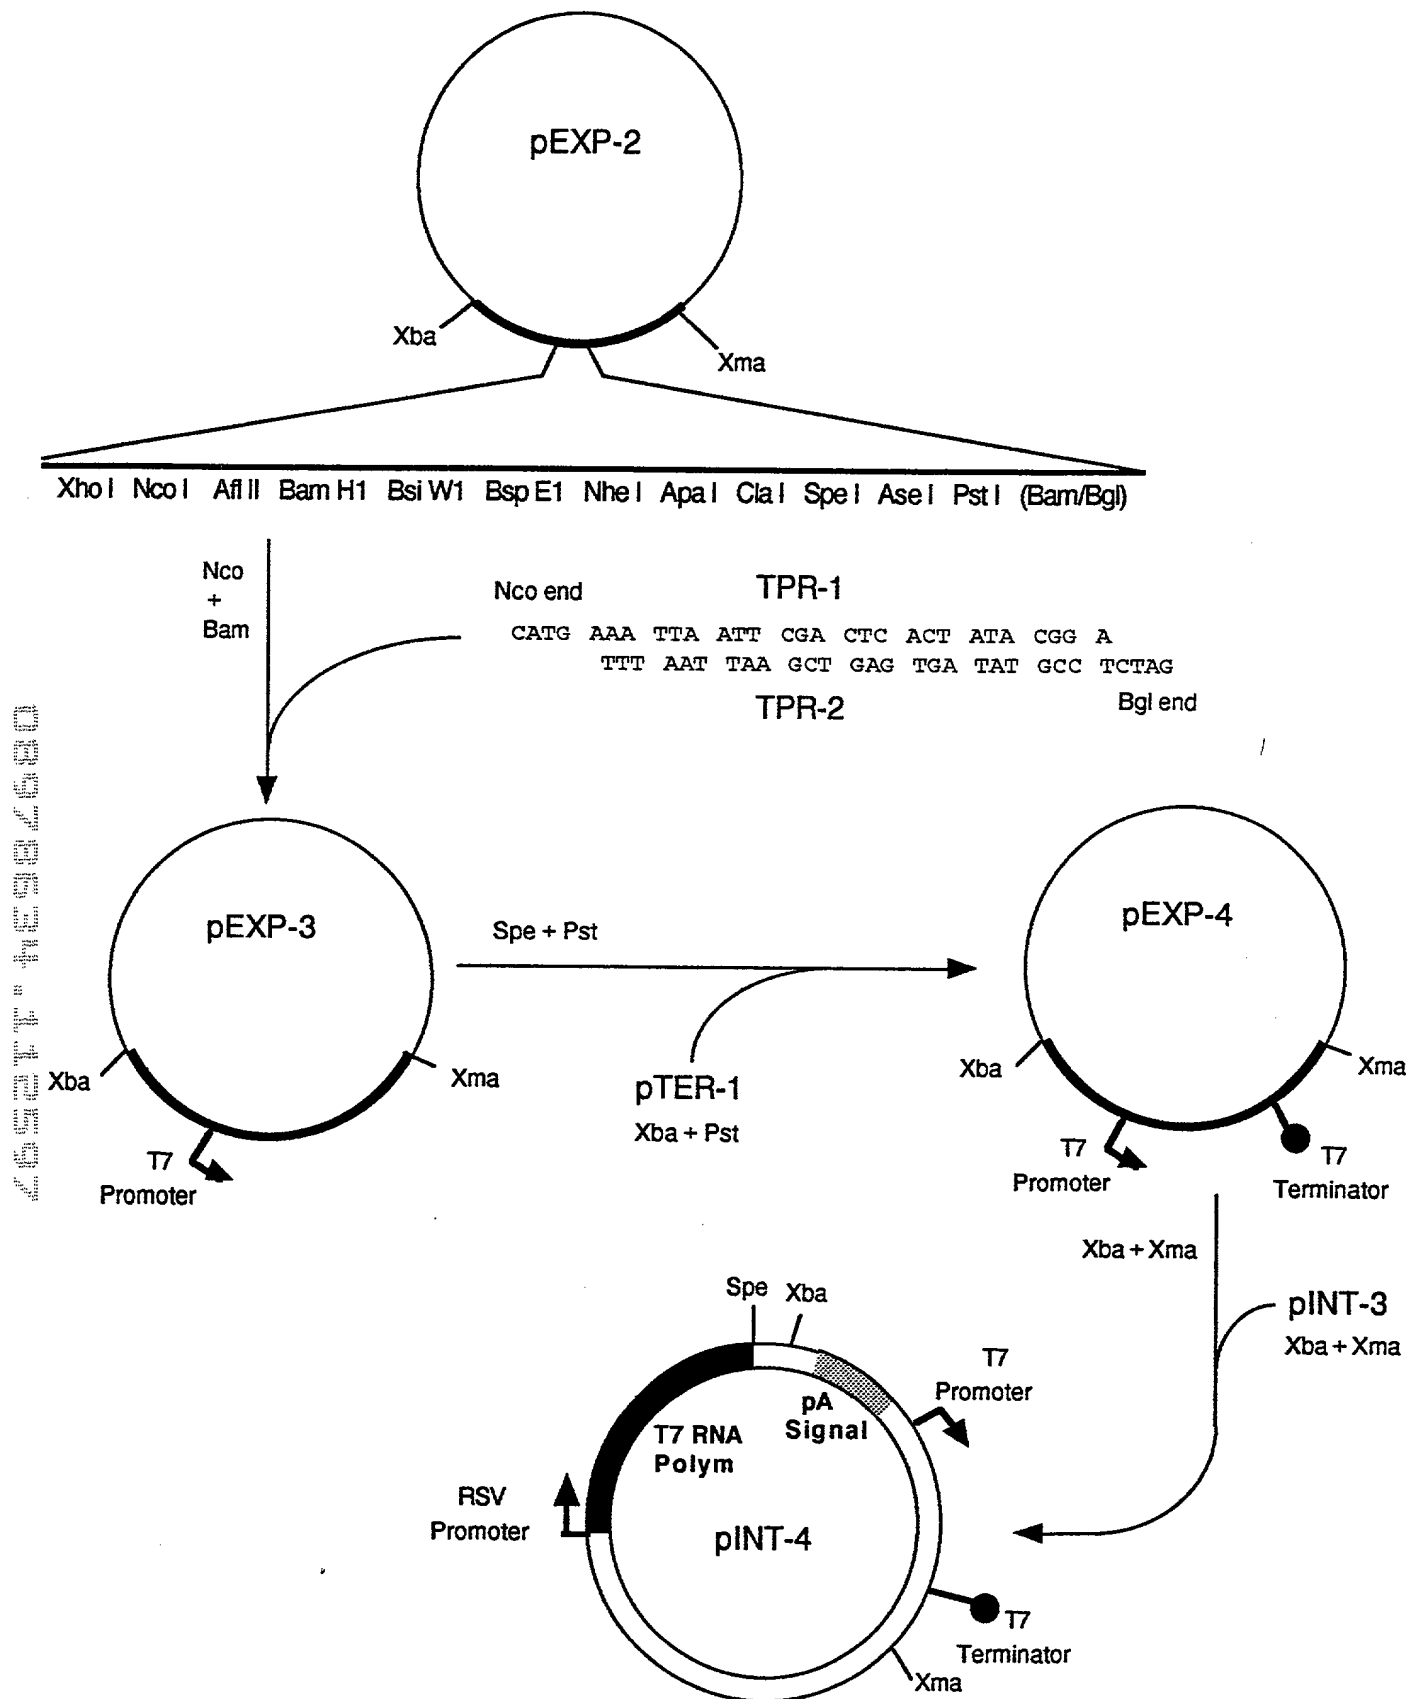 pEXP-2
Xba
Xma
Xho I Nco I Afl II Bam H1 Bsi W1 Bsp E1 Nhe I Apa I Cla I Spe I Ase I Pst I (Bam/Bgl)
Nco
+
Bam
Nco end
TPR-1
CATG AAA TTA ATT CGA CTC ACT ATA CGG A
TTT AAT TAA GCT GAG TGA TAT GCC TCTAG
TPR-2
Bgl end
pEXP-3
Spe + Pst
pEXP-4
Xba
Xma
pTER-1
Xba + Pst
Xba
Xma
T7
Promoter
T7
Promoter
T7
Terminator
Xba + Xma
pINT-3
Xba + Xma
Spe
Xba
T7
Promoter
pA
Signal
T7 RNA
Polym
RSV
Promoter
pINT-4
T7
Terminator
Xma